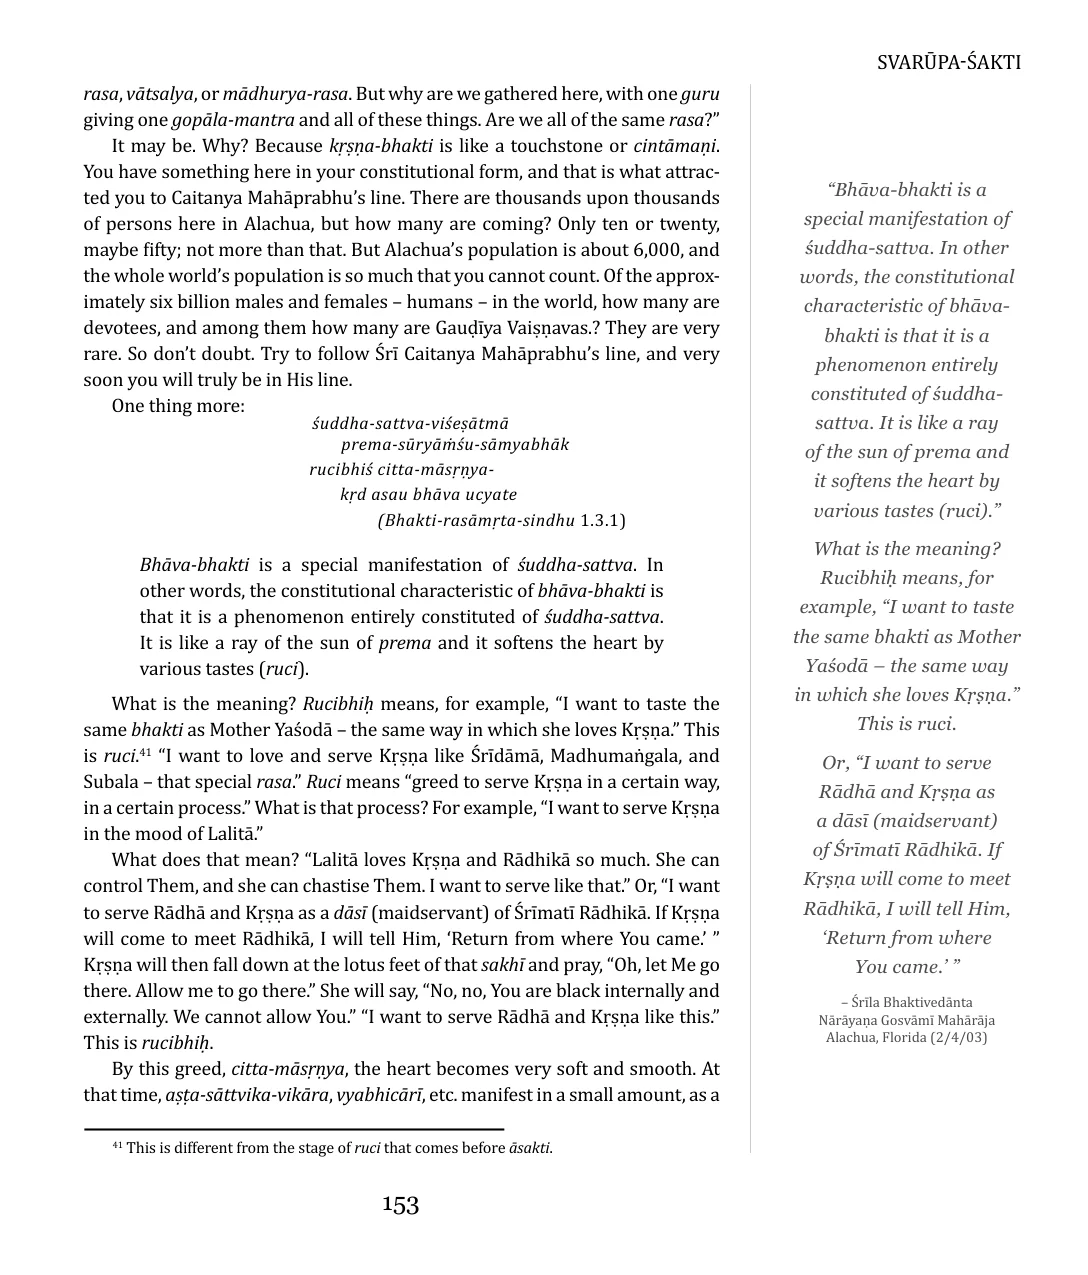 SVARŪPA-ŚAKTI
rasa, vātsalya, or mādhurya-rasa. But why are we gathered here, with one guru
giving one gopāla-mantra and all of these things. Are we all of the same rasa?”
It may be. Why? Because kṛṣṇa-bhakti is like a touchstone or cintāmaṇi.
You have something here in your constitutional form, and that is what attrac-
ted you to Caitanya Mahāprabhu’s line. There are thousands upon thousands
of persons here in Alachua, but how many are coming? Only ten or twenty,
maybe fifty; not more than that. But Alachua’s population is about 6,000, and
the whole world’s population is so much that you cannot count. Of the approx-
imately six billion males and females – humans – in the world, how many are
devotees, and among them how many are Gauḍīya Vaiṣṇavas.? They are very
rare. So don’t doubt. Try to follow Śrī Caitanya Mahāprabhu’s line, and very
soon you will truly be in His line.
One thing more:
śuddha-sattva-viśeṣātmā
prema-sūryāṁśu-sāmyabhāk
rucibhiś citta-māsṛṇya-
kṛd asau bhāva ucyate
(Bhakti-rasāmṛta-sindhu 1.3.1)
Bhāva-bhakti is a special manifestation of śuddha-sattva. In
other words, the constitutional characteristic of bhāva-bhakti is
that it is a phenomenon entirely constituted of śuddha-sattva.
It is like a ray of the sun of prema and it softens the heart by
various tastes (ruci).
What is the meaning? Rucibhiḥ means, for example, “I want to taste the
same bhakti as Mother Yaśodā – the same way in which she loves Kṛṣṇa.” This
is ruci.⁴¹ “I want to love and serve Kṛṣṇa like Śrīdāmā, Madhumaṅgala, and
Subala – that special rasa.” Ruci means “greed to serve Kṛṣṇa in a certain way,
in a certain process.” What is that process? For example, “I want to serve Kṛṣṇa
in the mood of Lalitā.”
What does that mean? “Lalitā loves Kṛṣṇa and Rādhikā so much. She can
control Them, and she can chastise Them. I want to serve like that.” Or, “I want
to serve Rādhā and Kṛṣṇa as a dāsī (maidservant) of Śrīmatī Rādhikā. If Kṛṣṇa
will come to meet Rādhikā, I will tell Him, ‘Return from where You came.’ ”
Kṛṣṇa will then fall down at the lotus feet of that sakhī and pray, “Oh, let Me go
there. Allow me to go there.” She will say, “No, no, You are black internally and
externally. We cannot allow You.” “I want to serve Rādhā and Kṛṣṇa like this.”
This is rucibhiḥ.
By this greed, citta-māsṛṇya, the heart becomes very soft and smooth. At
that time, aṣṭa-sāttvika-vikāra, vyabhicārī, etc. manifest in a small amount, as a
⁴¹ This is different from the stage of ruci that comes before āsakti.
153
“Bhāva-bhakti is a
special manifestation of
śuddha-sattva. In other
words, the constitutional
characteristic of bhāva-
bhakti is that it is a
phenomenon entirely
constituted of śuddha-
sattva. It is like a ray
of the sun of prema and
it softens the heart by
various tastes (ruci).”
What is the meaning?
Rucibhiḥ means, for
example, “I want to taste
the same bhakti as Mother
Yaśodā – the same way
in which she loves Kṛṣṇa.”
This is ruci.
Or, “I want to serve
Rādhā and Kṛṣṇa as
a dāsī (maidservant)
of Śrīmatī Rādhikā. If
Kṛṣṇa will come to meet
Rādhikā, I will tell Him,
‘Return from where
You came.’ ”
– Śrīla Bhaktivedānta
Nārāyaṇa Gosvāmī Mahārāja
Alachua, Florida (2/4/03)